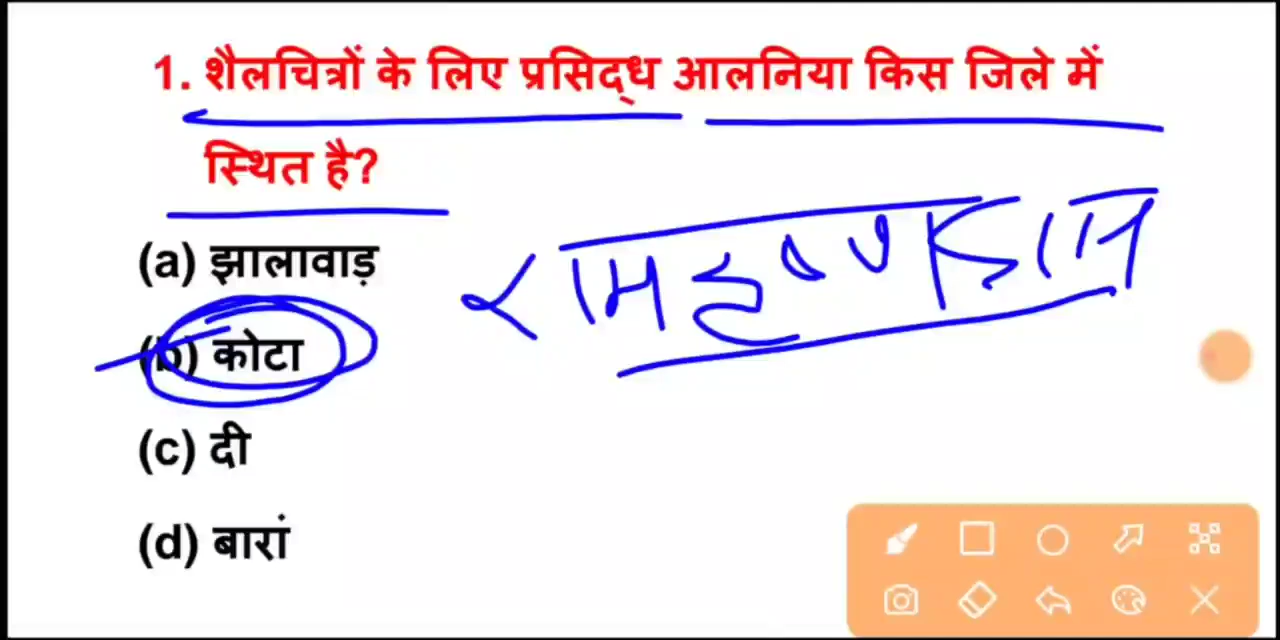 1. शैलचित्रों के लिए प्रसिद्ध आलनिया किस जिले में
स्थित है?
(a) झालावाड़
(b) कोटा
(c) दी
(d) बारां